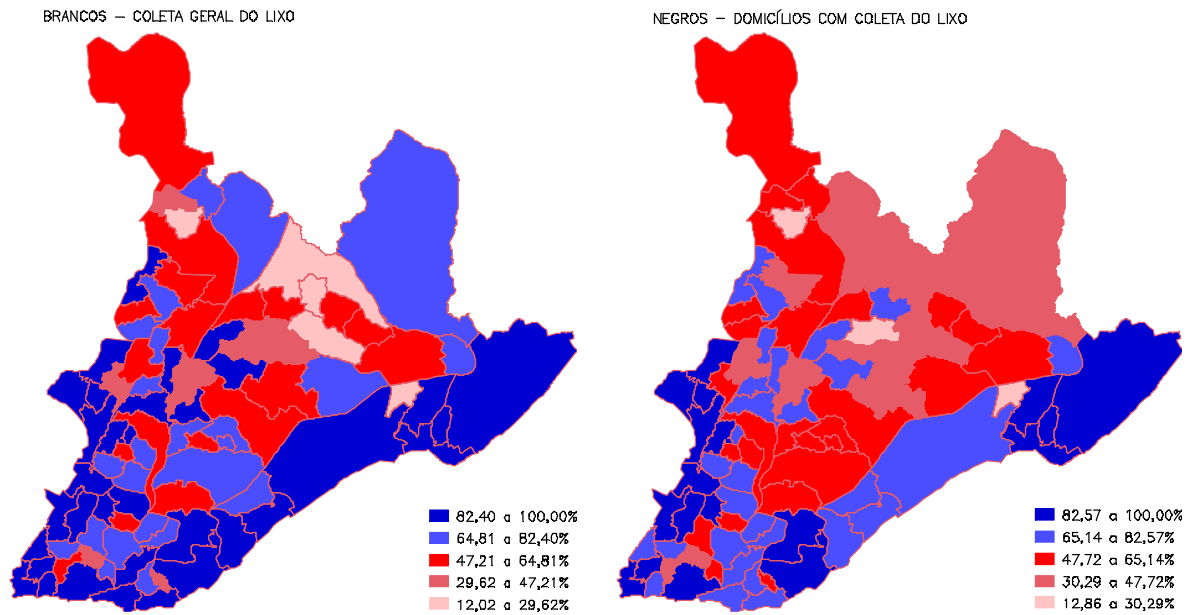 BRANCOS – COLETA GERAL DO LIXO
82,40 a 100,00%
64,81 a 82,40%
47,21 a 64,81%
29,62 a 47,21%
12,02 a 29,62%
NEGROS – DOMICÍLIOS COM COLETA DO LIXO
82,57 a 100,00%
65,14 a 82,57%
47,72 a 65,14%
30,29 a 47,72%
12,86 a 30,29%